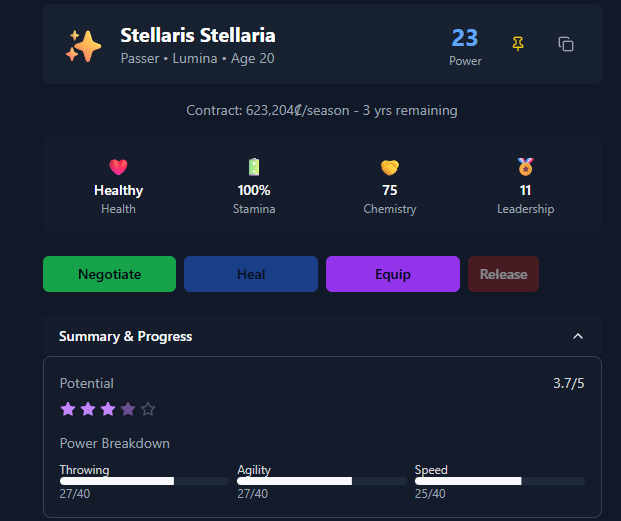 Stellaris Stellaria
Passer • Lumina • Age 20
23
Power
Contract: 623,204₡/season - 3 yrs remaining
Healthy
Health
100%
Stamina
75
Chemistry
11
Leadership
Negotiate
Heal
Equip
Release
Summary & Progress
Potential
3.7/5
Power Breakdown
Throwing
27/40
Agility
27/40
Speed
25/40